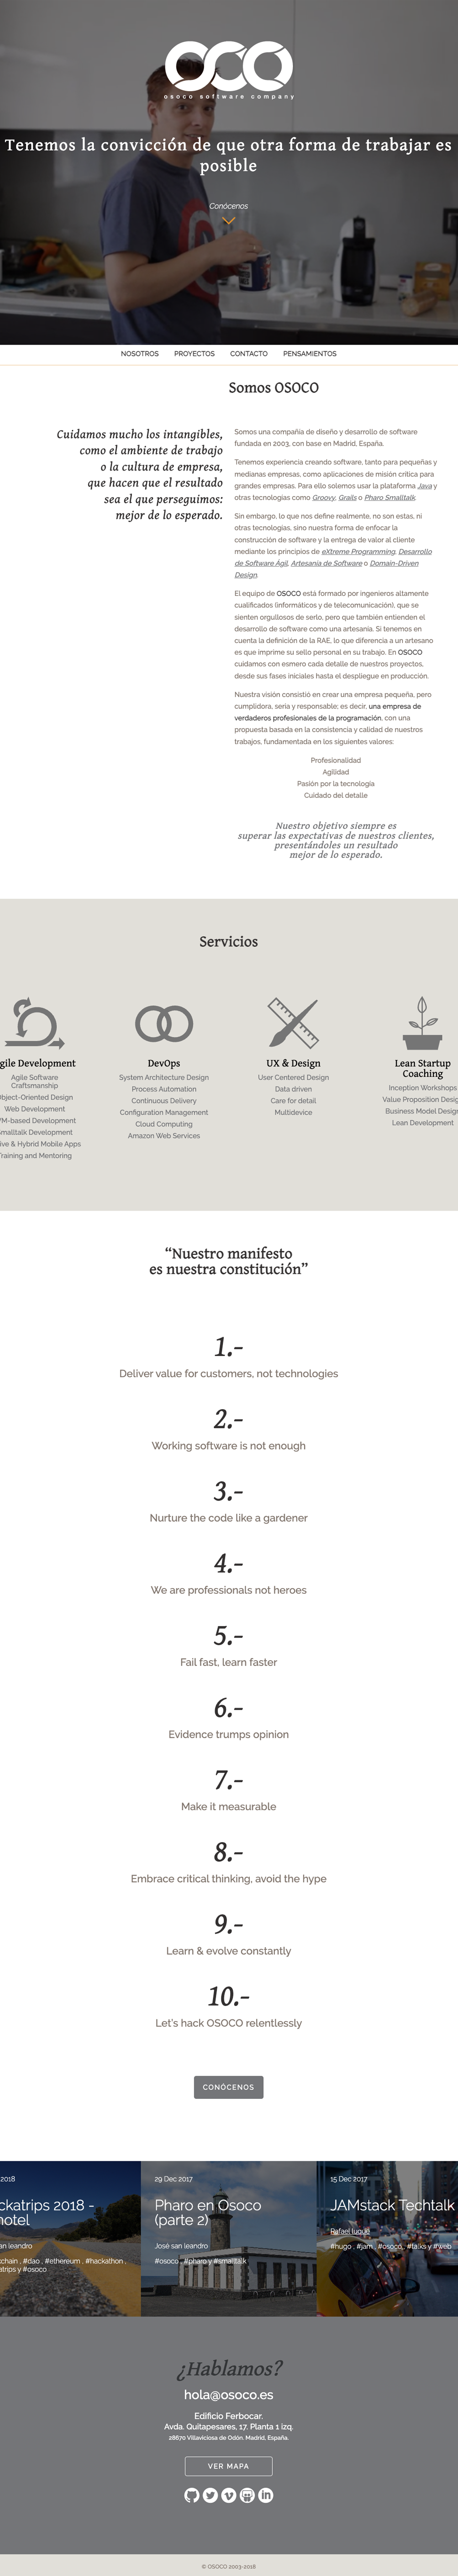 OSOCO
osoco software company
Tenemos la convicción de que otra forma de trabajar es
posible
Conócenos
NOSOTROS PROYECTOS CONTACTO PENSAMIENTOS
Somos OSOCO
Cuidamos mucho los intangibles,
como el ambiente de trabajo
o la cultura de empresa,
que hacen que el resultado
sea el que perseguimos:
mejor de lo esperado.
Somos una compañía de diseño y desarrollo de software
fundada en 2003, con base en Madrid, España.
Tenemos experiencia creando software, tanto para pequeñas y
medianas empresas, como aplicaciones de misión crítica para
grandes empresas. Para ello solemos usar la plataforma Java y
otras tecnologías como Groovy, Grails o Pharo Smalltalk.
Sin embargo, lo que nos define realmente, no son estas, ni
otras tecnologías, sino nuestra forma de enfocar la
construcción de software y la entrega de valor al cliente
mediante los principios de eXtreme Programming, Desarrollo
de Software Ágil, Artesanía de Software o Domain-Driven
Design.
El equipo de OSOCO está formado por ingenieros altamente
cualificados (informáticos y de telecomunicación), que se
sienten orgullosos de serlo, pero que también entienden el
desarrollo de software como una artesanía. Si tenemos en
cuenta la definición de la RAE, lo que diferencia a un artesano
es que imprime su sello personal en su trabajo. En OSOCO
cuidamos con esmero cada detalle de nuestros proyectos,
desde sus fases iniciales hasta el despliegue en producción.
Nuestra visión consistió en crear una empresa pequeña, pero
cumplidora, seria y responsable; es decir, una empresa de
verdaderos profesionales de la programación, con una
propuesta basada en la consistencia y calidad de nuestros
trabajos, fundamentada en los siguientes valores:
Profesionalidad
Agilidad
Pasión por la tecnología
Cuidado del detalle
Nuestro objetivo siempre es
superar las expectativas de nuestros clientes,
presentándoles un resultado
mejor de lo esperado.
Servicios
gile Development
Agile Software
Craftsmanship
bject-Oriented Design
Web Development
M-based Development
malltalk Development
ive & Hybrid Mobile Apps
raining and Mentoring
DevOps
System Architecture Design
Process Automation
Continuous Delivery
Configuration Management
Cloud Computing
Amazon Web Services
UX & Design
User Centered Design
Data driven
Care for detail
Multidevice
Lean Startup
Coaching
Inception Workshops
Value Proposition Desig
Business Model Design
Lean Development
“Nuestro manifesto
es nuestra constitución”
1.-
Deliver value for customers, not technologies
2.-
Working software is not enough
3.-
Nurture the code like a gardener
4.-
We are professionals not heroes
5.-
Fail fast, learn faster
6.-
Evidence trumps opinion
7.-
Make it measurable
8.-
Embrace critical thinking, avoid the hype
9.-
Learn & evolve constantly
10.-
Let's hack OSOCO relentlessly
CONÓCENOS
2018
ckatrips 2018 -
hotel
an leandro
chain , #dao , #ethereum , #hackathon ,
atrips y #osoco
29 Dec 2017
Pharo en Osoco
(parte 2)
José san leandro
#osoco , #pharo y #smalltalk
15 Dec 2017
JAMstack Techtalk
Rafael luque
#hugo , #jam , #osoco , #talks y #web
¿Hablamos?
hola@osoco.es
Edificio Ferbocar.
Avda. Quitapesares, 17. Planta 1 izq.
28670 Villaviciosa de Odón. Madrid. España.
VER MAPA
© OSOCO 2003-2018